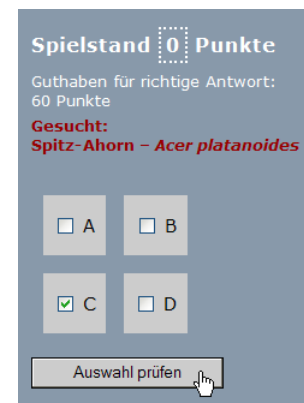 Spielstand 0 Punkte
Guthaben für richtige Antwort:
60 Punkte
Gesucht:
Spitz-Ahorn – Acer platanoides
A B
C D
Auswahl prüfen